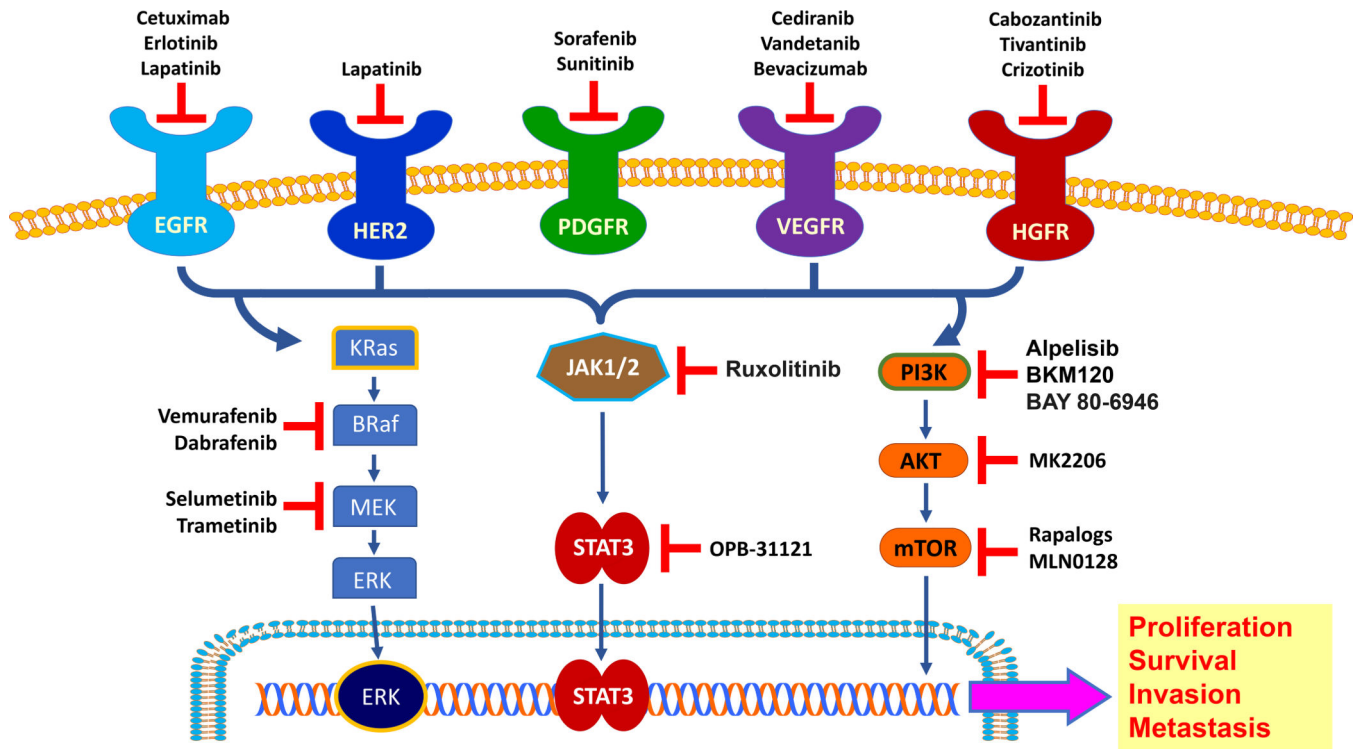 Cetuximab
Erlotinib
Lapatinib
Lapatinib
Sorafenib
Sunitinib
Cediranib
Vandetanib
Bevacizumab
Cabozantinib
Tivantinib
Crizotinib
EGFR
HER2
PDGFR
VEGFR
HGFR
KRas
BRaf
MEK
ERK
Vemurafenib
Dabrafenib
Selumetinib
Trametinib
JAK1/2
Ruxolitinib
STAT3
OPB-31121
PI3K
Alpelisib
BKM120
BAY 80-6946
AKT
MK2206
mTOR
Rapalogs
MLN0128
ERK
STAT3
Proliferation
Survival
Invasion
Metastasis